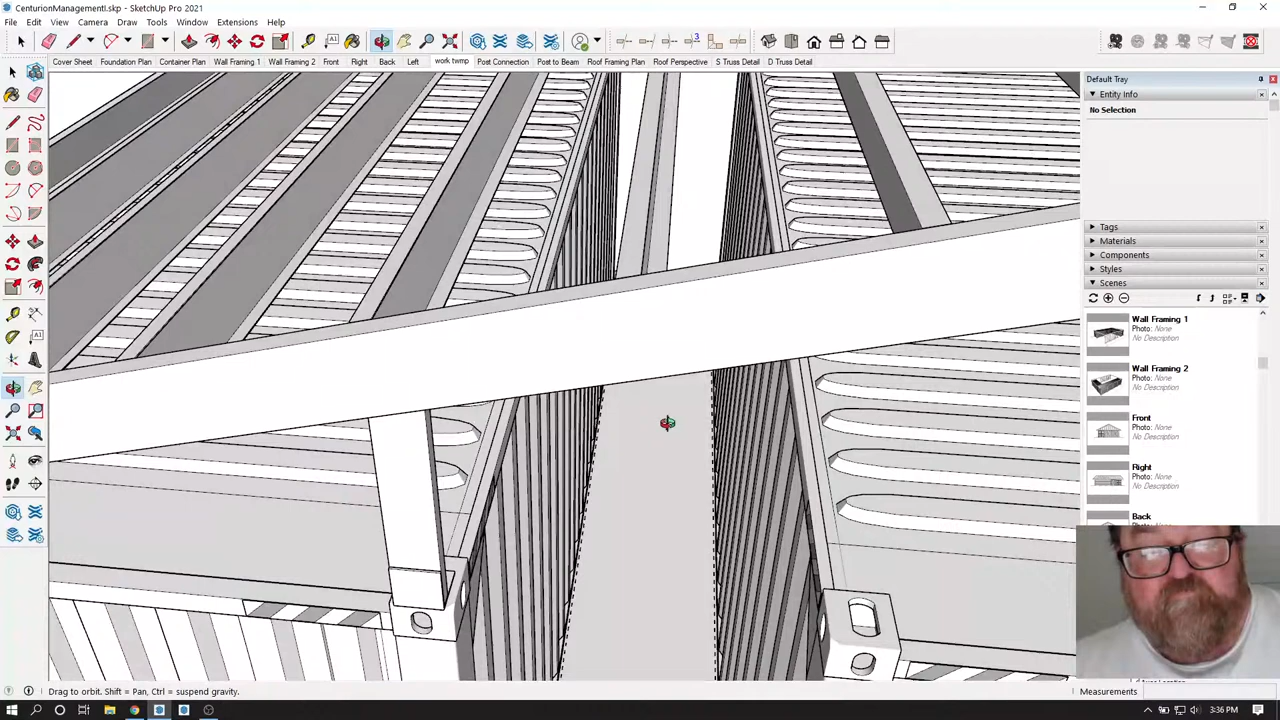 CenturionManagementI.skp - SketchUp Pro 2021
File Edit View Camera Draw Tools Window Extensions Help
3
Cover Sheet Foundation Plan Container Plan Wall Framing 1 Wall Framing 2 Front Right Back Left work twmp Post Connection Post to Beam Roof Framing Plan Roof Perspective S Truss Detail D Truss Detail
Default Tray
Entity Info
No Selection
Tags
Materials
Components
Styles
Scenes
Wall Framing 1
Photo: None
No Description
Wall Framing 2
Photo: None
No Description
Front
Photo: None
No Description
Right
Photo: None
No Description
Back
Drag to orbit. Shift = Pan, Ctrl = suspend gravity.
Measurements
3:36 PM